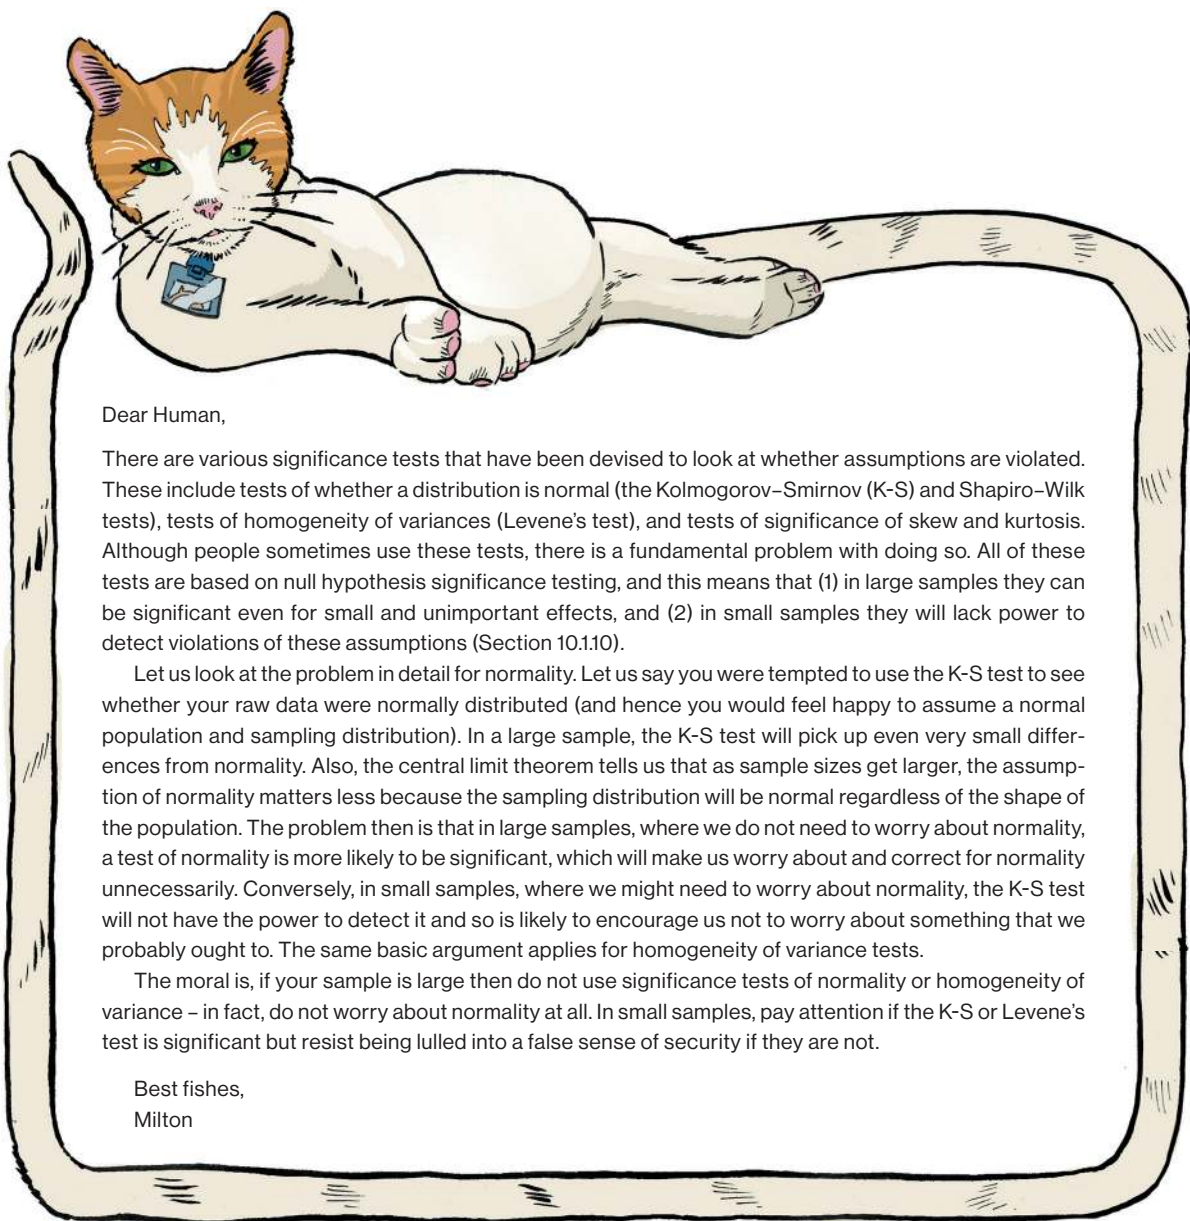 Dear Human,
There are various significance tests that have been devised to look at whether assumptions are violated.
These include tests of whether a distribution is normal (the Kolmogorov–Smirnov (K-S) and Shapiro–Wilk
tests), tests of homogeneity of variances (Levene’s test), and tests of significance of skew and kurtosis.
Although people sometimes use these tests, there is a fundamental problem with doing so. All of these
tests are based on null hypothesis significance testing, and this means that (1) in large samples they can
be significant even for small and unimportant effects, and (2) in small samples they will lack power to
detect violations of these assumptions (Section 10.1.10).
Let us look at the problem in detail for normality. Let us say you were tempted to use the K-S test to see
whether your raw data were normally distributed (and hence you would feel happy to assume a normal
population and sampling distribution). In a large sample, the K-S test will pick up even very small differ-
ences from normality. Also, the central limit theorem tells us that as sample sizes get larger, the assump-
tion of normality matters less because the sampling distribution will be normal regardless of the shape of
the population. The problem then is that in large samples, where we do not need to worry about normality,
a test of normality is more likely to be significant, which will make us worry about and correct for normality
unnecessarily. Conversely, in small samples, where we might need to worry about normality, the K-S test
will not have the power to detect it and so is likely to encourage us not to worry about something that we
probably ought to. The same basic argument applies for homogeneity of variance tests.
The moral is, if your sample is large then do not use significance tests of normality or homogeneity of
variance – in fact, do not worry about normality at all. In small samples, pay attention if the K-S or Levene’s
test is significant but resist being lulled into a false sense of security if they are not.
Best fishes,
Milton